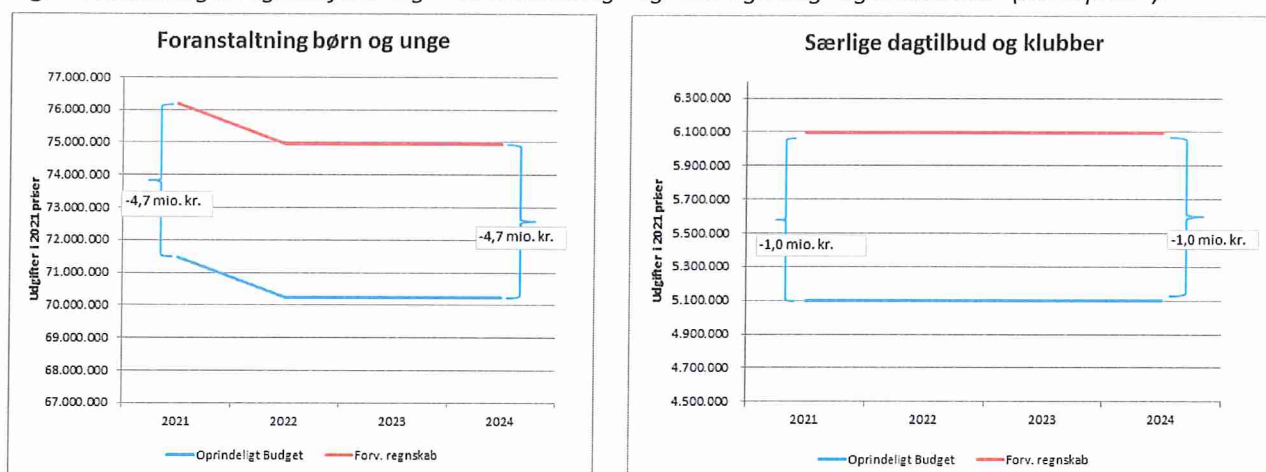 Foranstaltning børn og unge
77.000.000
76.000.000
75.000.000
74.000.000
73.000.000
72.000.000
71.000.000
70.000.000
69.000.000
68.000.000
67.000.000
Udgifter i 2021 priser
-4,7 mio. kr.
-4,7 mio. kr.
2021 2022 2023 2024
Oprindeligt Budget Forv. regnskab
Særlige dagtilbud og klubber
6.300.000
6.100.000
5.900.000
5.700.000
5.500.000
5.300.000
5.100.000
4.900.000
4.700.000
4.500.000
Udgifter i 2021 priser
-1,0 mio. kr.
-1,0 mio. kr.
2021 2022 2023 2024
Oprindeligt Budget Forv. regnskab